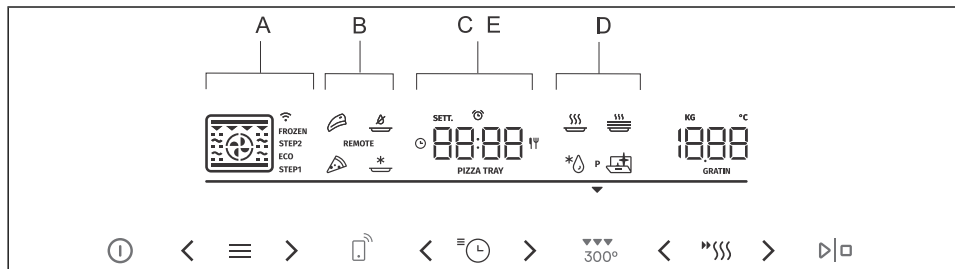 A B C E D
SETT. KG °C
FROZEN
STEP2 REMOTE 88:88 1888
ECO
STEP1 PIZZA TRAY P GRATIN
300°